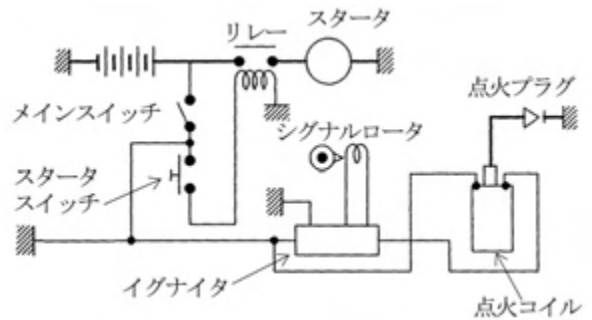 リレー
スタータ
メインスイッチ
点火プラグ
シグナルロータ
スタータ
スイッチ
イグナイタ
点火コイル